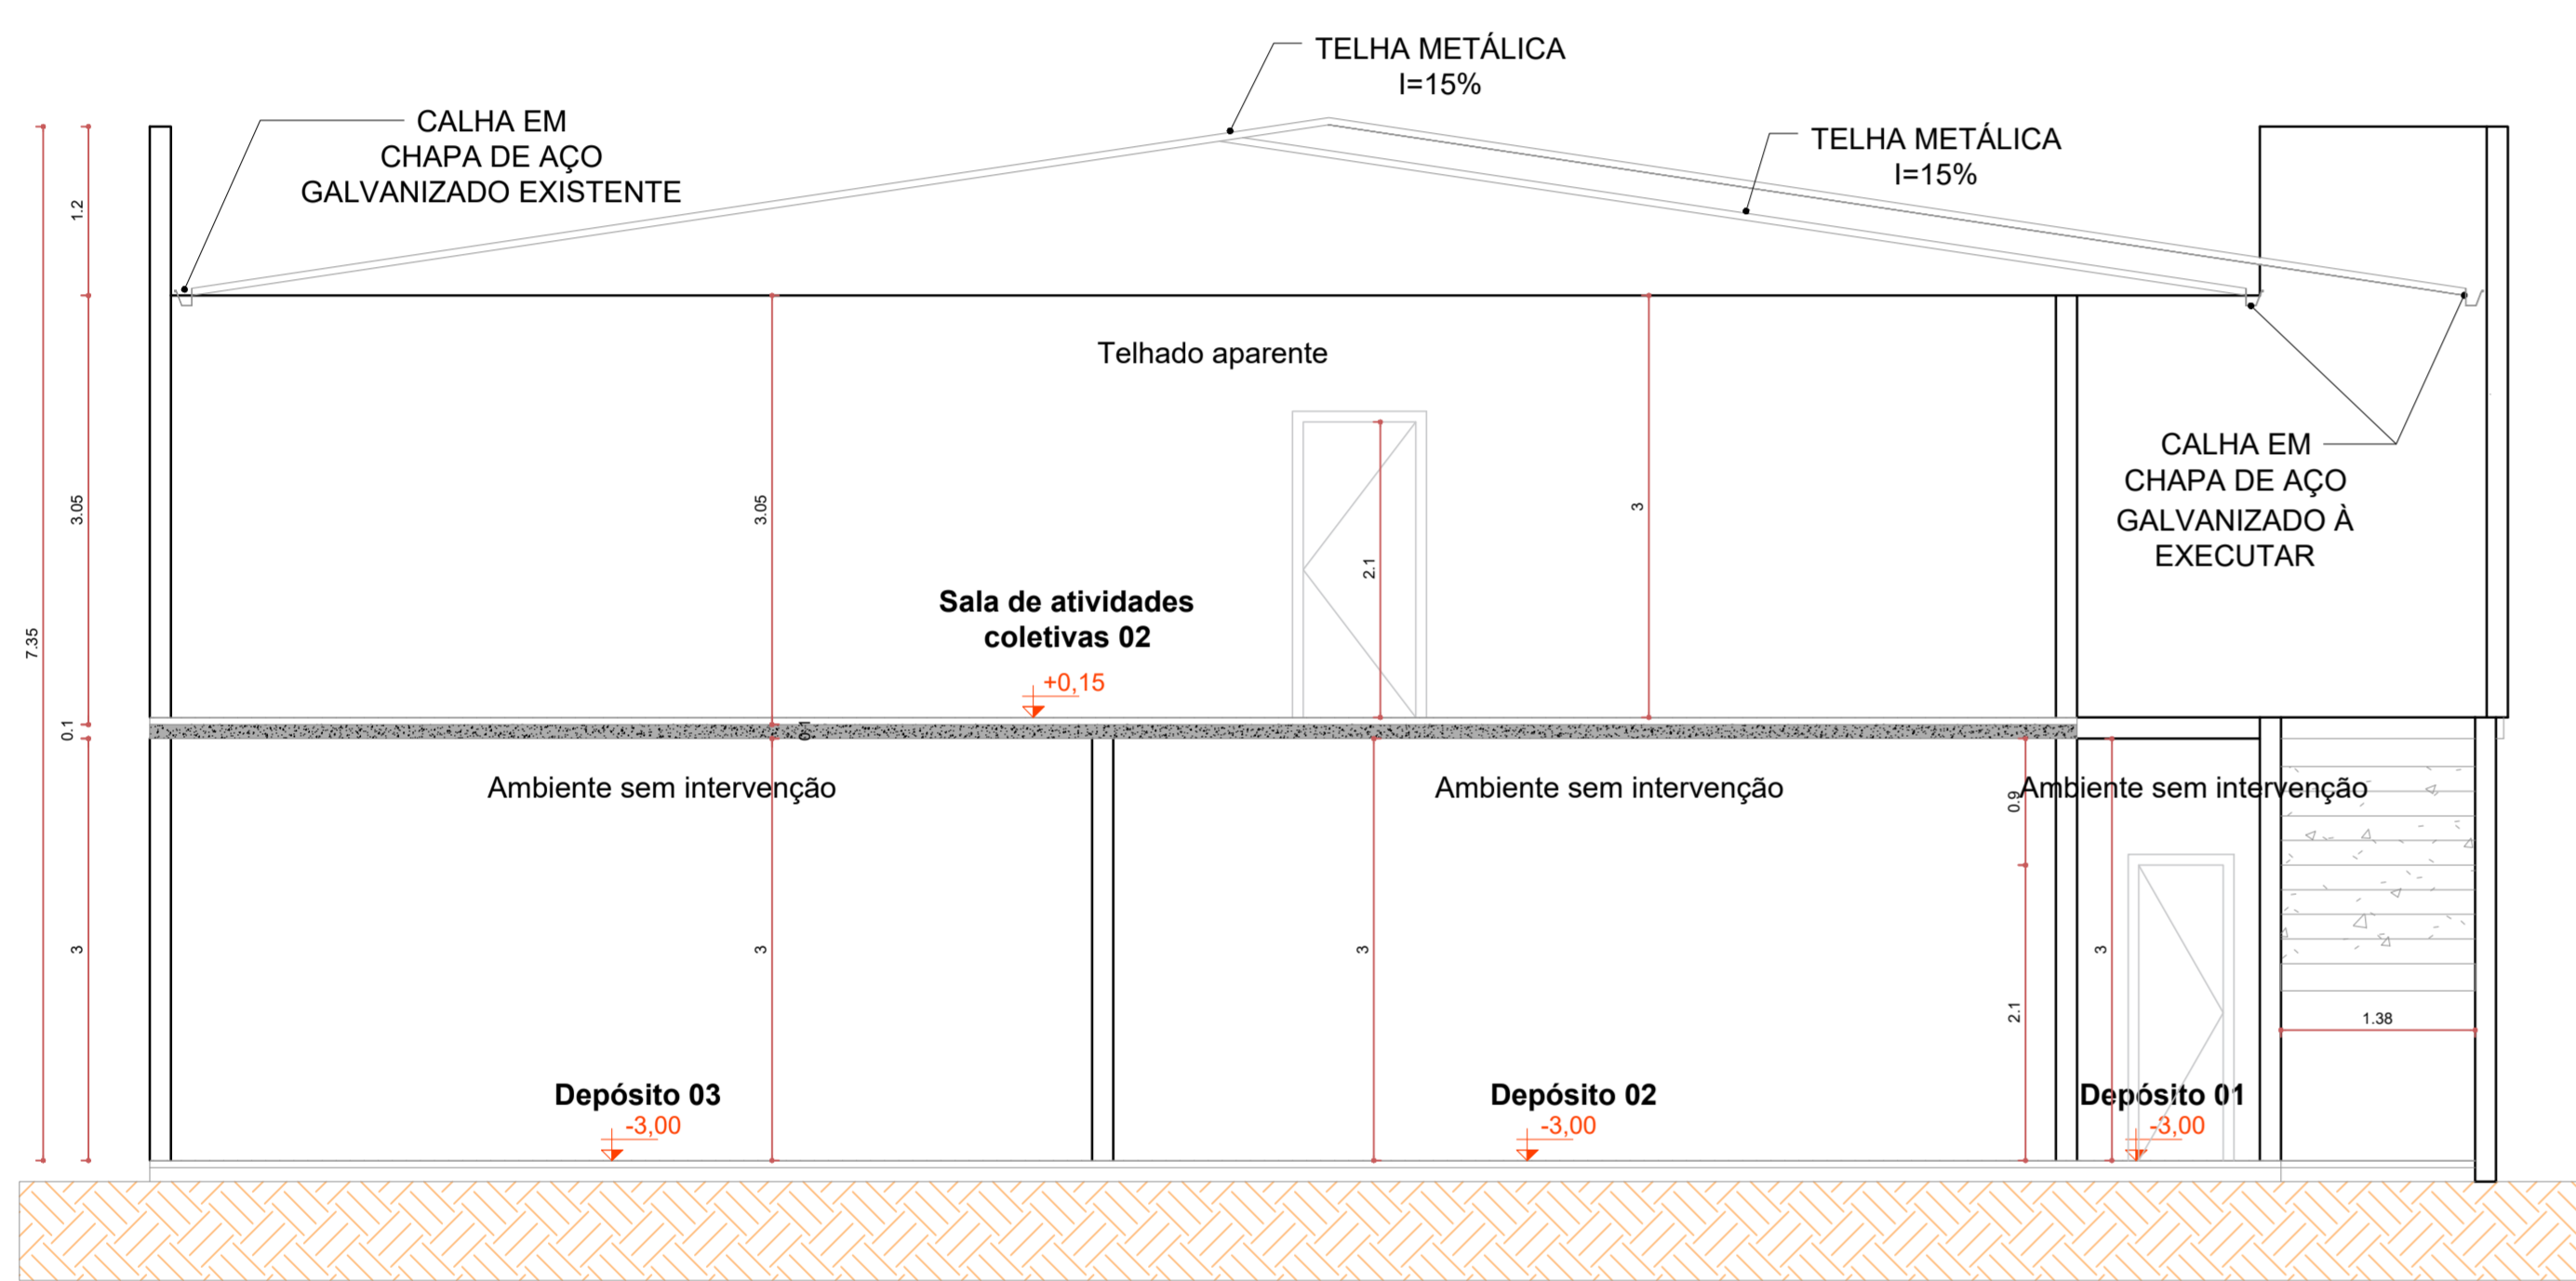 TELHA METÁLICA
I=15%
CALHA EM
CHAPA DE AÇO
GALVANIZADO EXISTENTE
TELHA METÁLICA
I=15%
1.2
Telhado aparente
CALHA EM
CHAPA DE AÇO
GALVANIZADO À
EXECUTAR
3.05
3.05
3
2.1
Sala de atividades
coletivas 02
7.35
+0,15
0.1
0.1
Ambiente sem intervenção
Ambiente sem intervenção
Ambiente sem intervenção
0.9
3
3
3
3
2.1
1.38
Depósito 03
-3,00
Depósito 02
-3,00
Depósito 01
-3,00